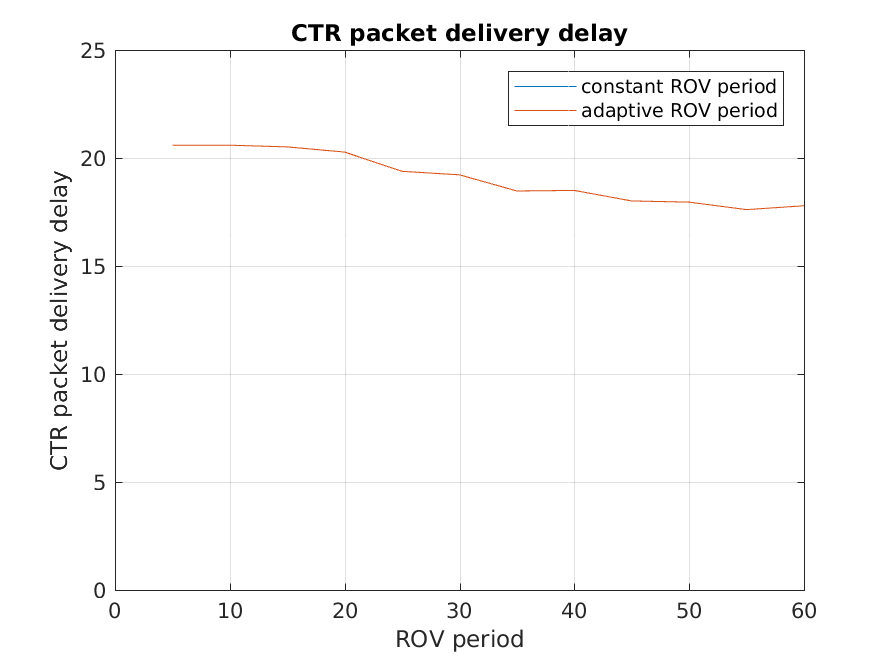 CTR packet delivery delay
25
20
15
10
5
0
CTR packet delivery delay
constant ROV period
adaptive ROV period
0 10 20 30 40 50 60
ROV period